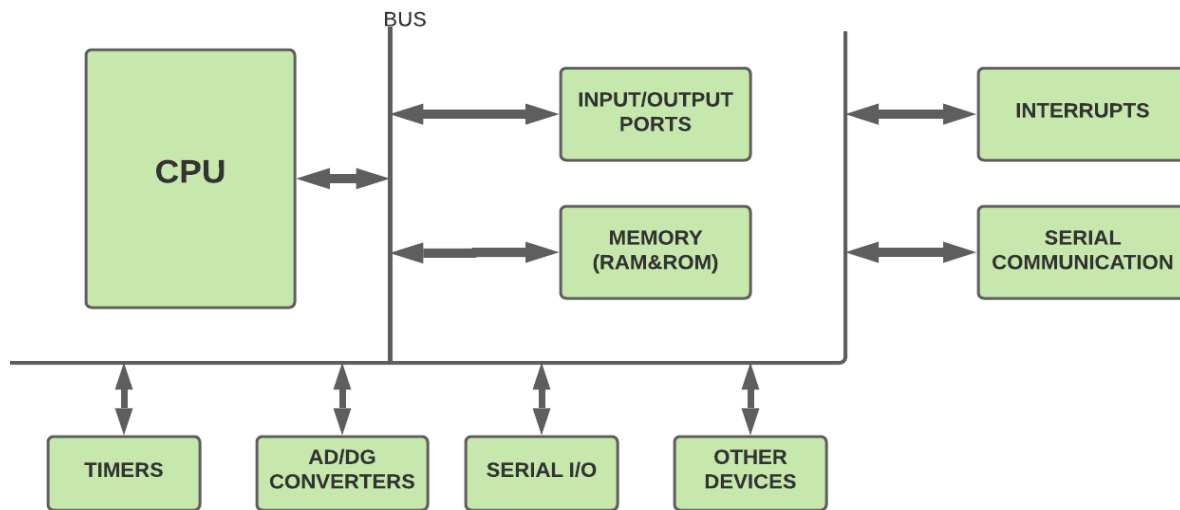 BUS
CPU
INPUT/OUTPUT
PORTS
INTERRUPTS
MEMORY
(RAM&ROM)
SERIAL
COMMUNICATION
TIMERS
AD/DG
CONVERTERS
SERIAL I/O
OTHER
DEVICES